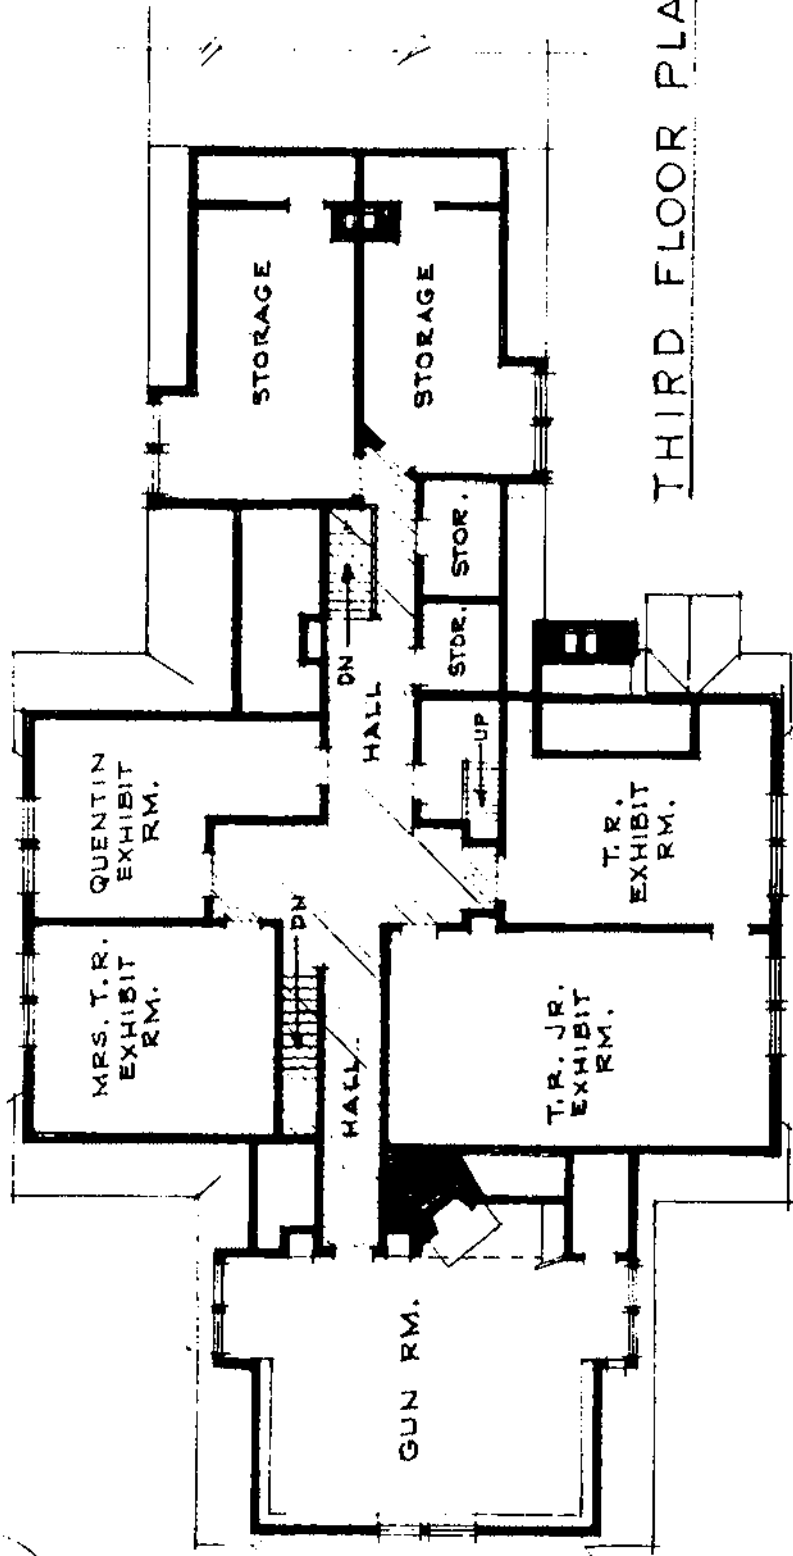 QUENTIN
EXHIBIT
RM.
MRS. T. R.
EXHIBIT
RM.
STORAGE
STORAGE
DN
DN
HALL
HALL
GUN RM.
STOR.
STOR.
UP
T. R.
EXHIBIT
RM.
T. R. JR.
EXHIBIT
RM.
THIRD FLOOR PLA